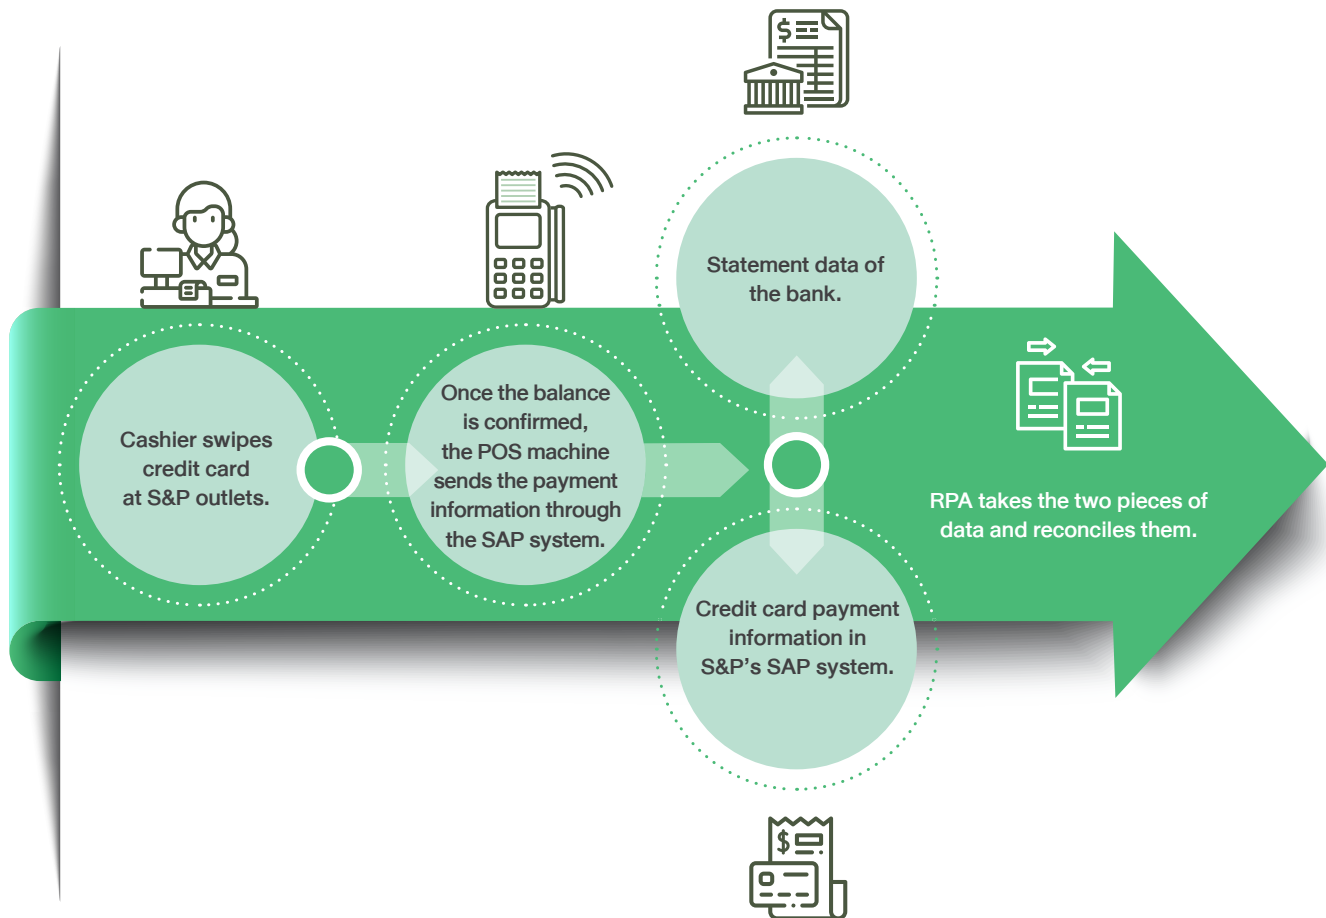 Cashier swipes
credit card
at S&P outlets.
Once the balance
is confirmed,
the POS machine
sends the payment
information through
the SAP system.
$
Statement data of
the bank.
Credit card payment
information in
S&P’s SAP system.
$
RPA takes the two pieces of
data and reconciles them.